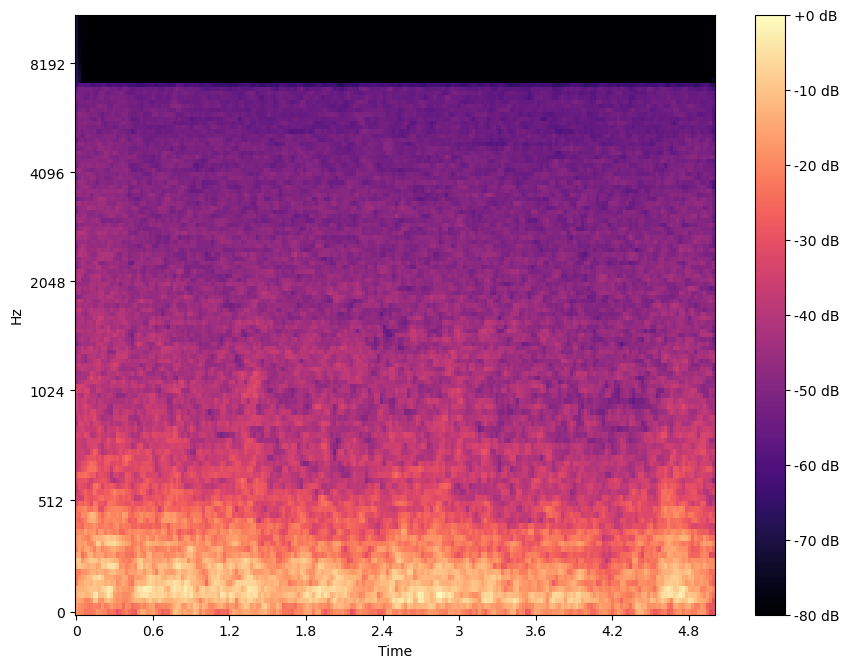 +0 dB
8192
-10 dB
4096
-20 dB
-30 dB
2048
Hz
-40 dB
1024
-50 dB
-60 dB
512
-70 dB
0
-80 dB
0 0.6 1.2 1.8 2.4 3 3.6 4.2 4.8
Time